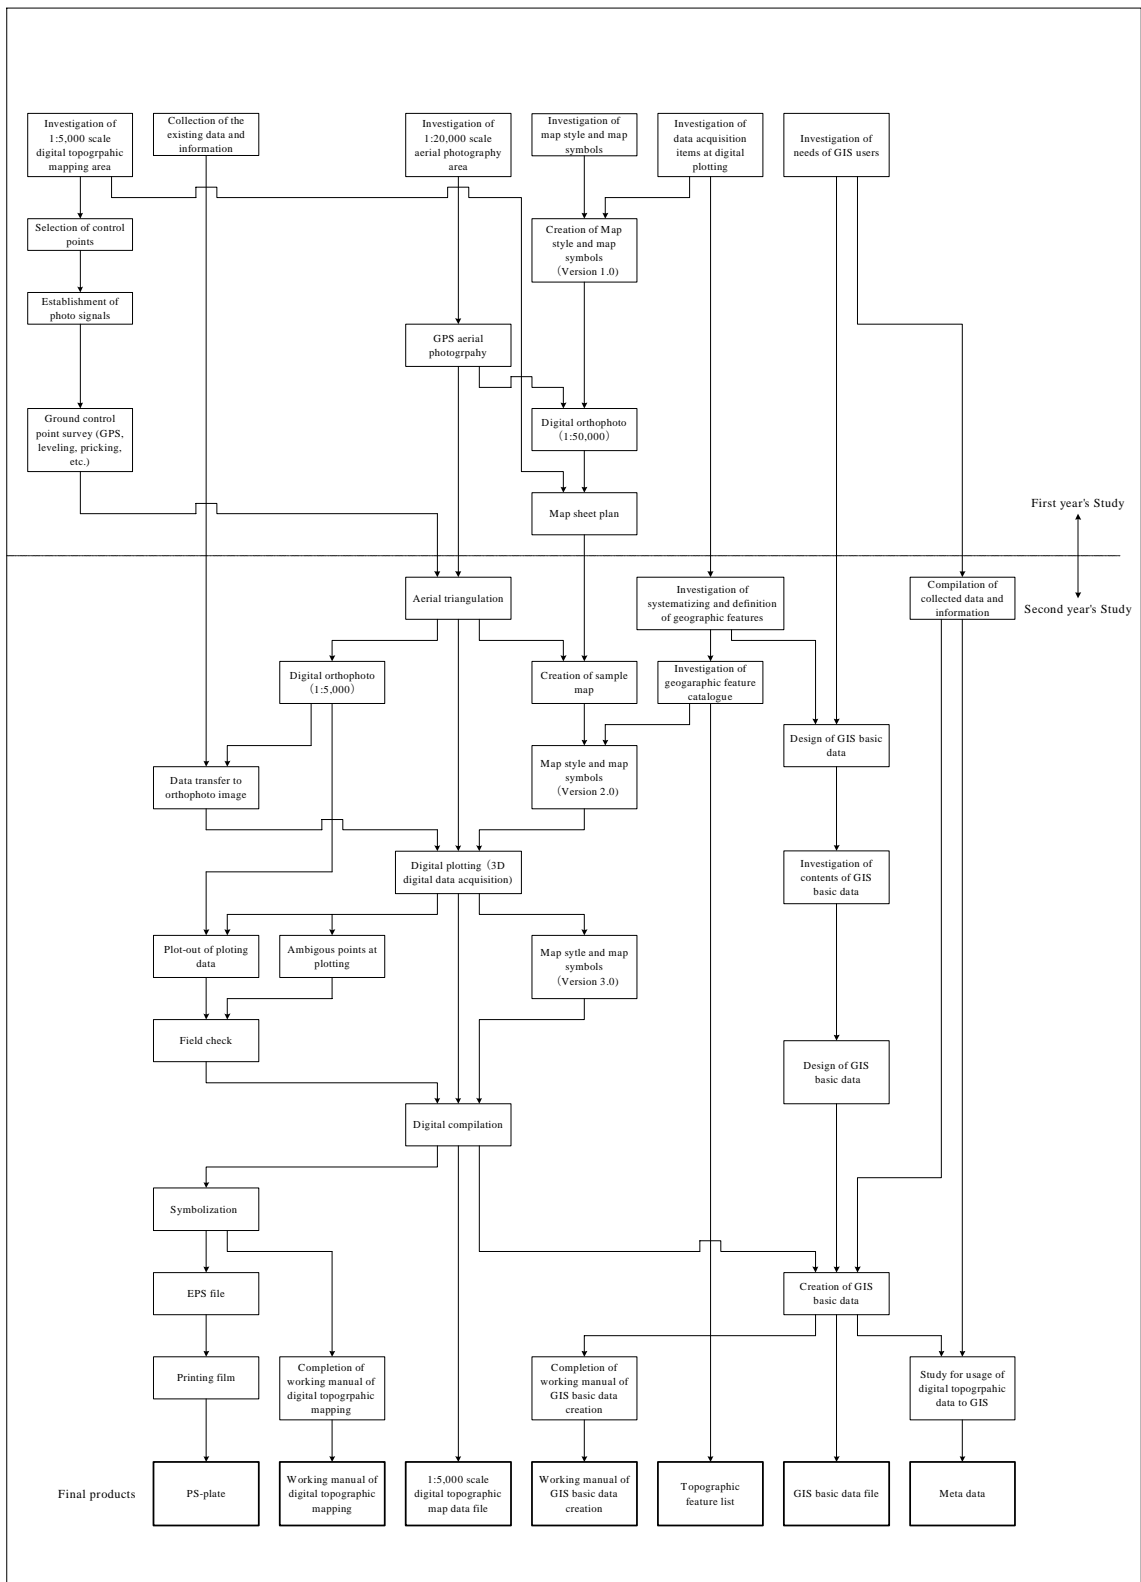 Investigation of
1:5,000 scale
digital topogrpahic
mapping area
Collection of the
existing data and
information
Investigation of
1:20,000 scale
aerial photography
area
Investigation of
map style and map
symbols
Investigation of
data acquisition
items at digital
plotting
Investigation of
needs of GIS users
Selection of control
points
Creation of Map
style and map
symbols
(Version 1.0)
Establishment of
photo signals
GPS aerial
photogrpahy
Ground control
point survey (GPS,
leveling, pricking,
etc.)
Digital orthophoto
(1:50,000)
Map sheet plan
First year's Study
Second year's Study
Aerial triangulation
Investigation of
systematizing and definition
of geographic features
Compilation of
collected data and
information
Digital orthophoto
(1:5,000)
Creation of sample
map
Investigation of
geogaraphic feature
catalogue
Design of GIS basic
data
Data transfer to
orthophoto image
Map style and map
symbols
(Version 2.0)
Digital plotting (3D
digital data acquisition)
Investigation of
contents of GIS
basic data
Plot-out of ploting
data
Ambigous points at
plotting
Map sytle and map
symbols
(Version 3.0)
Field check
Design of GIS
basic data
Digital compilation
Symbolization
EPS file
Creation of GIS
basic data
Printing film
Completion of
working manual of
digital topogrpahic
mapping
Completion of
working manual of
GIS basic data
creation
Study for usage of
digital topogrpahic
data to GIS
Final products
PS-plate
Working manual of
digital topographic
mapping
1:5,000 scale
digital topographic
map data file
Working manual of
GIS basic data
creation
Topographic
feature list
GIS basic data file
Meta data